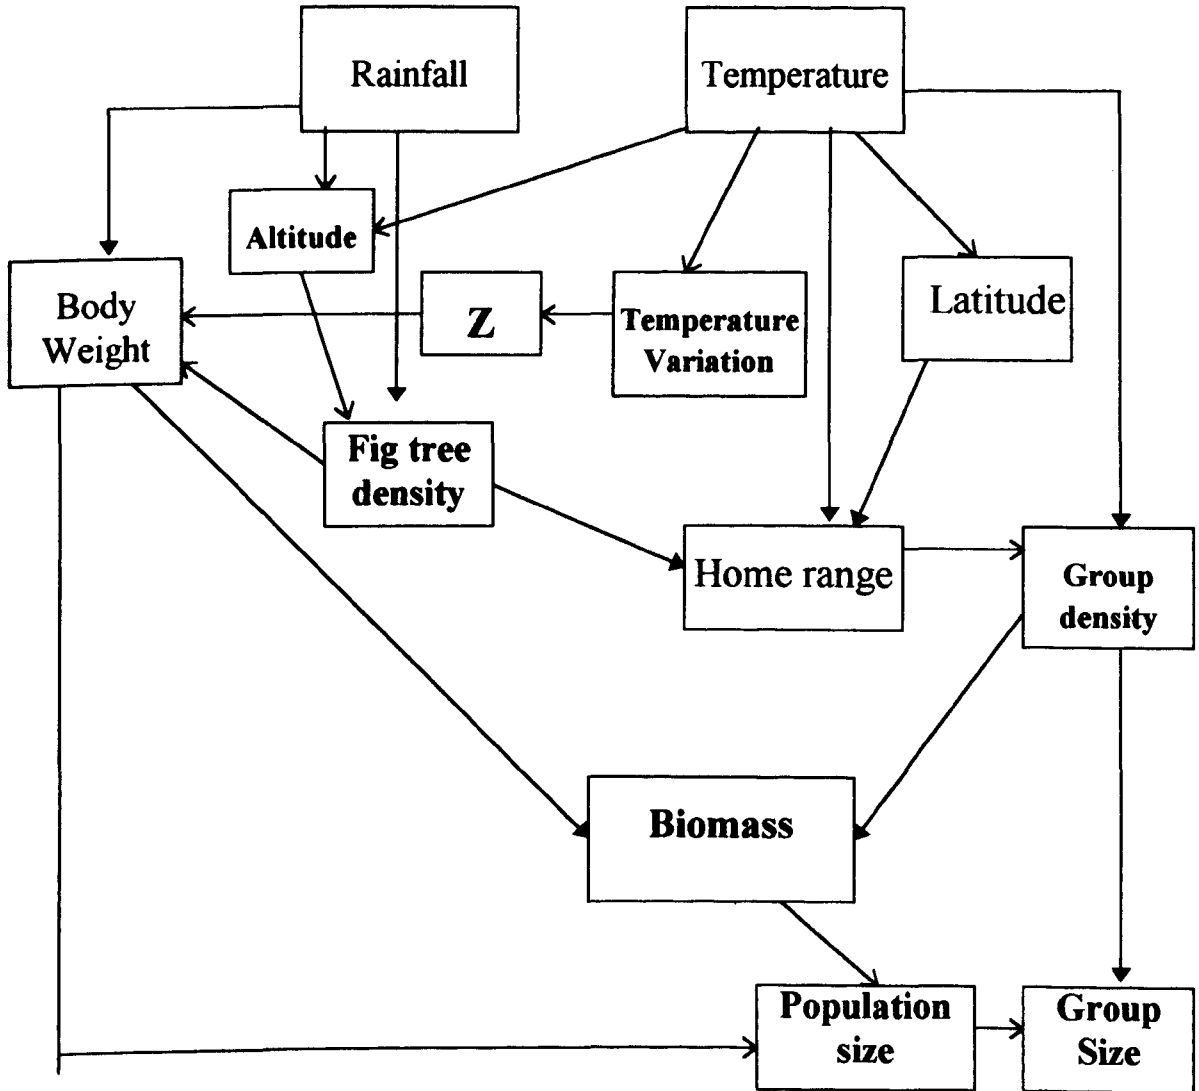 Rainfall
Temperature
Altitude
Body
Weight
Z
Temperature
Variation
Latitude
Fig tree
density
Home range
Group
density
Biomass
Population
size
Group
Size